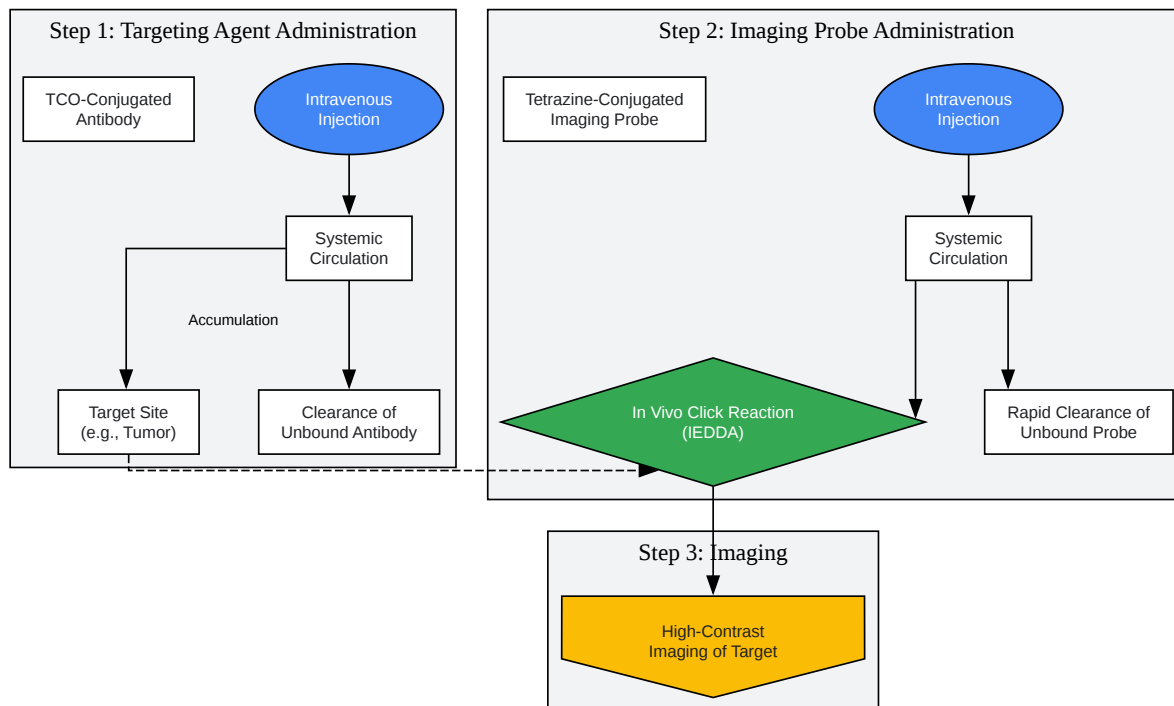 Step 1: Targeting Agent Administration
TCO-Conjugated
Antibody
Intravenous
Injection
Systemic
Circulation
Accumulation
Target Site
(e.g., Tumor)
Clearance of
Unbound Antibody
Step 2: Imaging Probe Administration
Tetrazine-Conjugated
Imaging Probe
Intravenous
Injection
Systemic
Circulation
In Vivo Click Reaction
(IEDDA)
Rapid Clearance of
Unbound Probe
Step 3: Imaging
High-Contrast
Imaging of Target